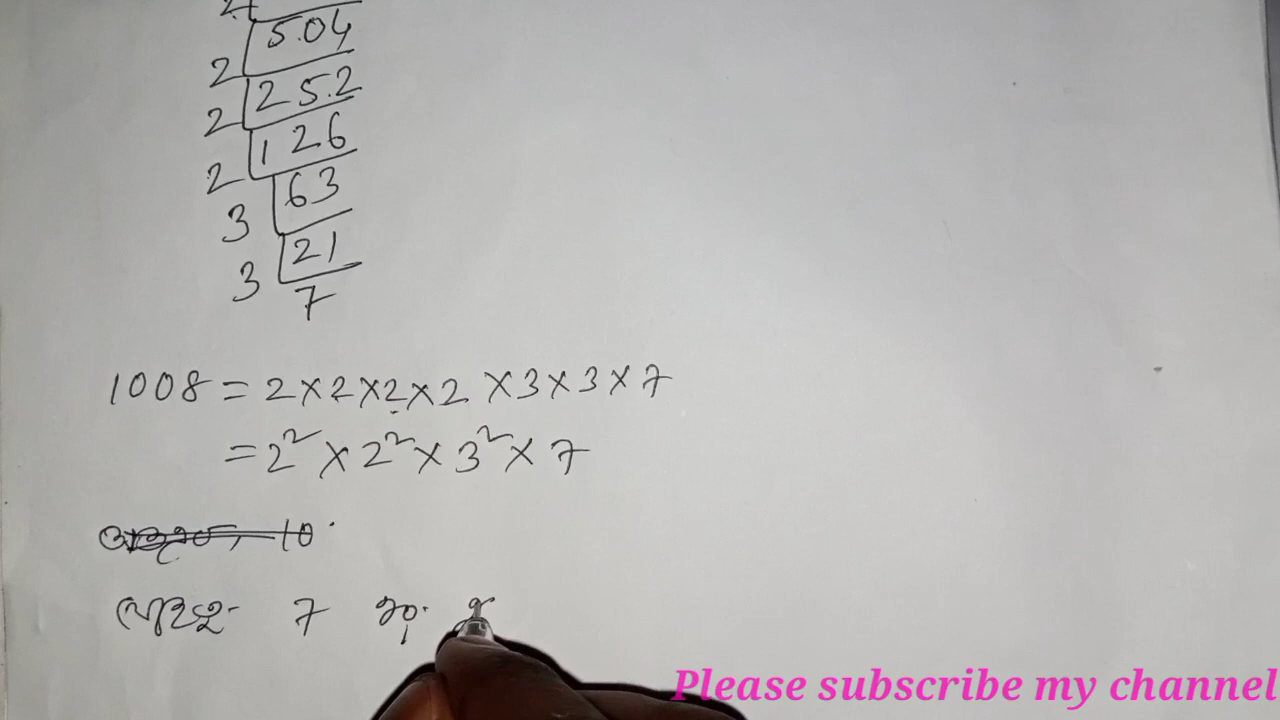 2 | 5.04
2 | 25.2
2 | 126
3 | 63
3 | 21
7
1008 = 2×2×2×2 ×3×3×7
= 2² × 2² × 3² × 7
7
Please subscribe my channel